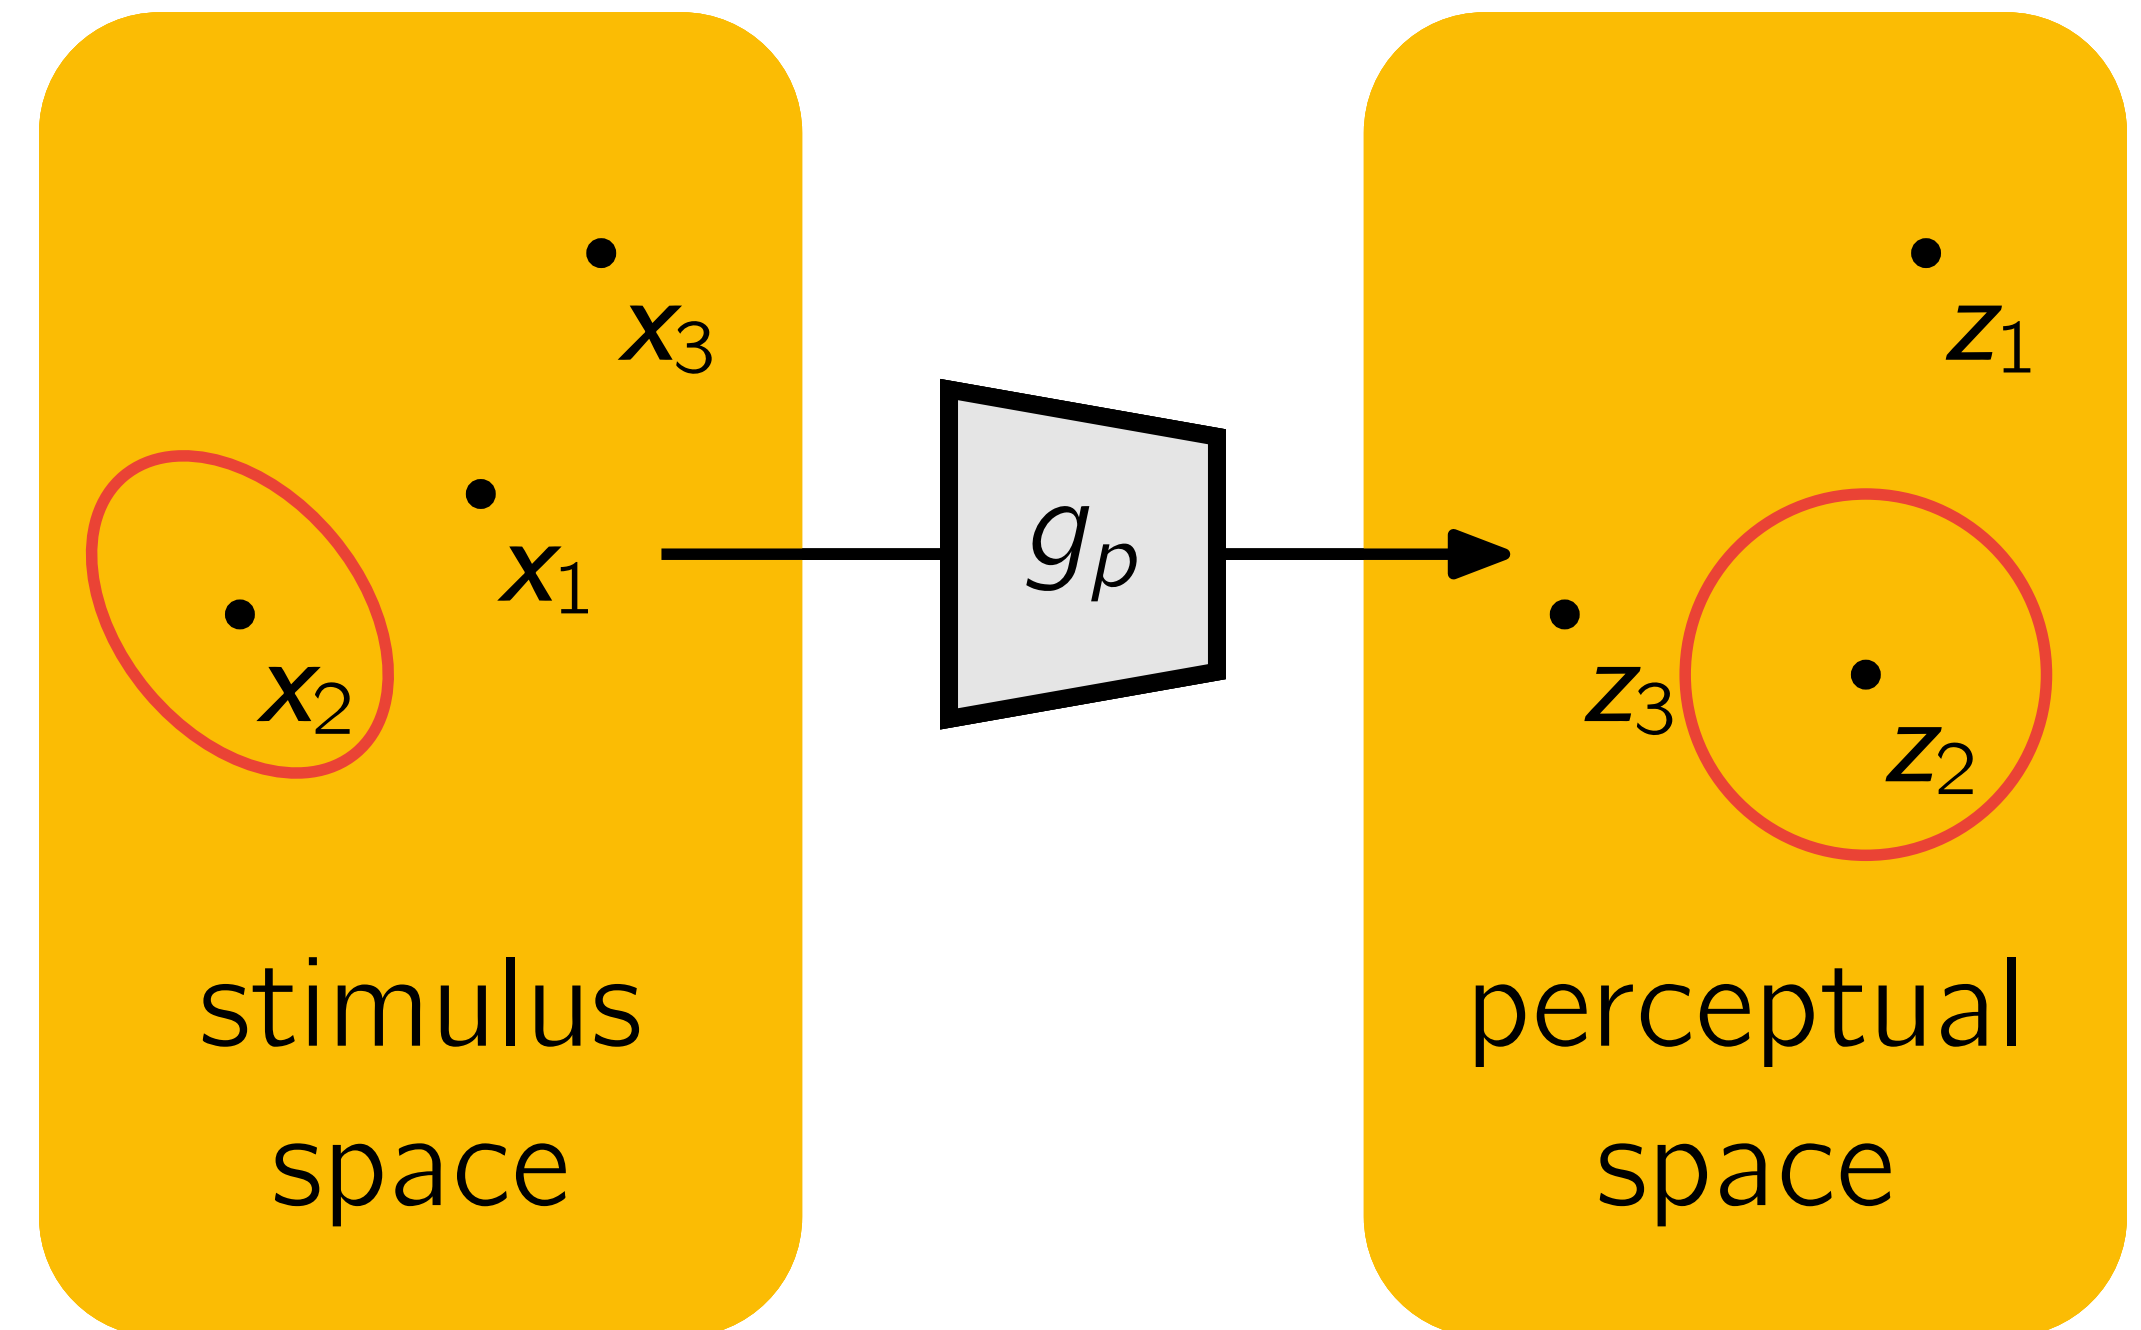 x₃
x₁
x₂
stimulus
space
gₚ
z₁
z₃
z₂
perceptual
space